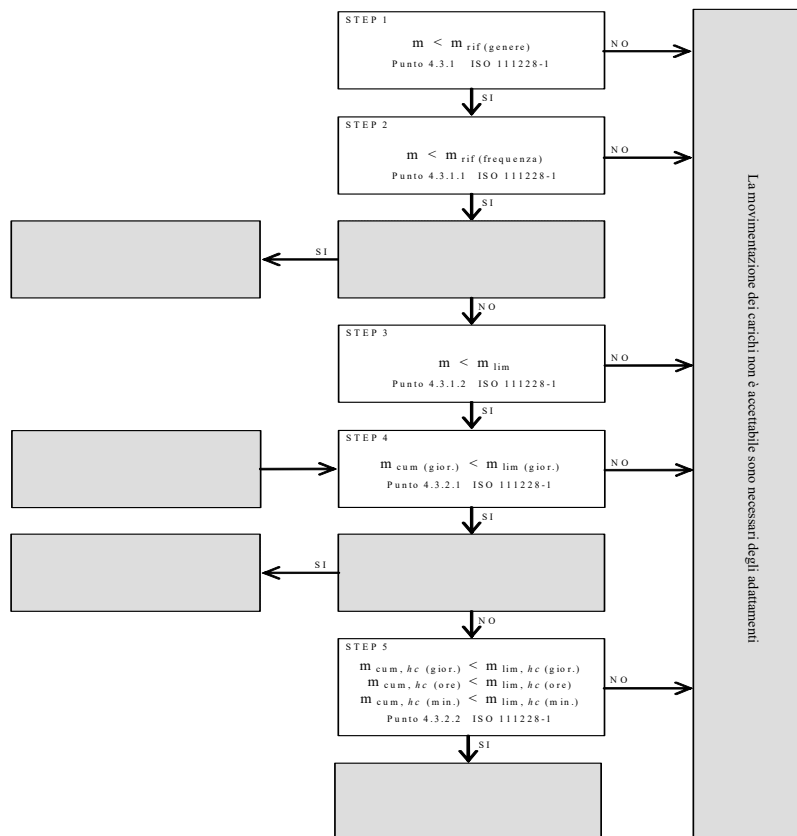 STEP 1
m < m rif (genere)
Punto 4.3.1 ISO 111228-1
NO
SI
STEP 2
m < m rif (frequenza)
Punto 4.3.1.1 ISO 111228-1
NO
SI
SI
NO
STEP 3
m < m lim
Punto 4.3.1.2 ISO 111228-1
NO
SI
STEP 4
m cum (gior.) < m lim (gior.)
Punto 4.3.2.1 ISO 111228-1
NO
SI
SI
NO
STEP 5
m cum, hc (gior.) < m lim, hc (gior.)
m cum, hc (ore) < m lim, hc (ore)
m cum, hc (min.) < m lim, hc (min.)
Punto 4.3.2.2 ISO 111228-1
NO
SI
La movimentazione dei carichi non è accettabile sono necessari degli adattamenti